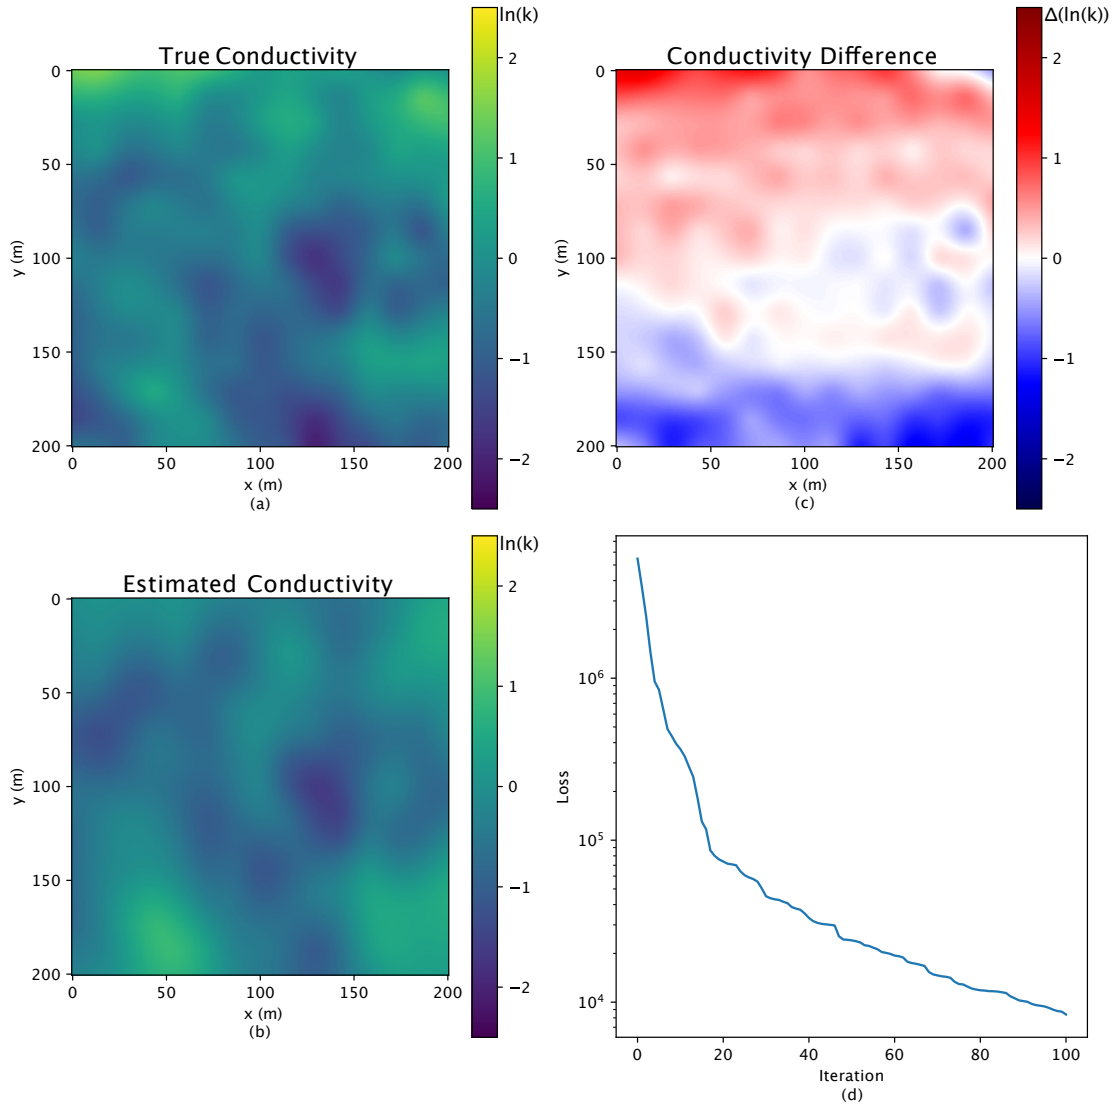 ln(k)
True Conductivity
0
50
100
150
200
y (m)
0 50 100 150 200
x (m)
(a)
2
1
0
−1
−2
Δ(ln(k))
Conductivity Difference
0
50
100
150
200
y (m)
0 50 100 150 200
x (m)
(c)
2
1
0
−1
−2
ln(k)
Estimated Conductivity
0
50
100
150
200
y (m)
0 50 100 150 200
x (m)
(b)
2
1
0
−1
−2
10⁶
10⁵
10⁴
Loss
0 20 40 60 80 100
Iteration
(d)